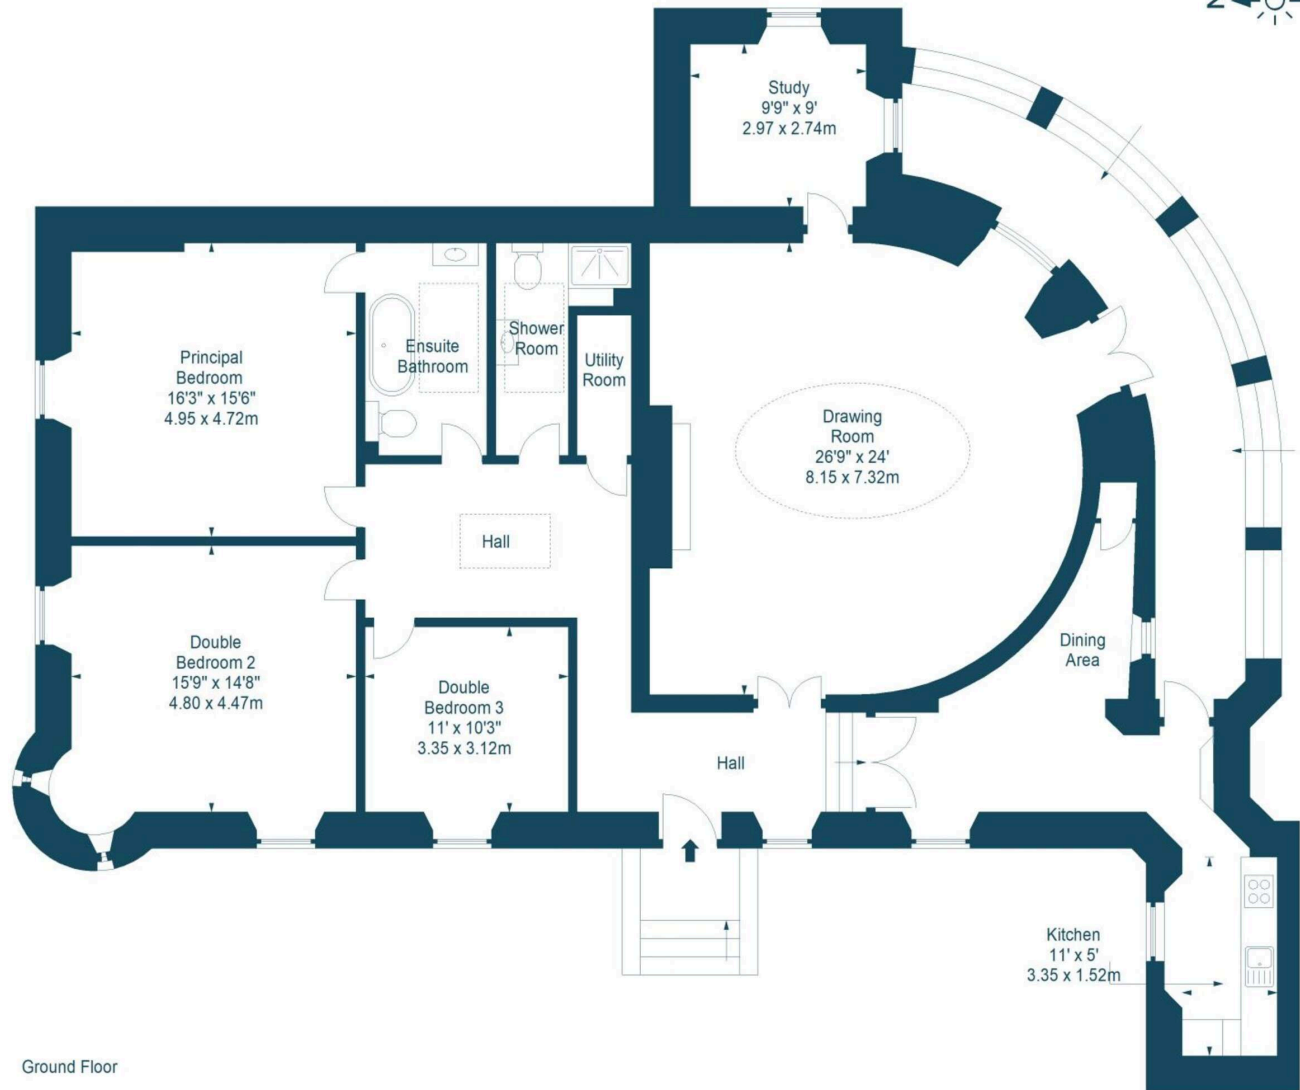 N
Study
9'9" x 9'
2.97 x 2.74m
Principal
Bedroom
16'3" x 15'6"
4.95 x 4.72m
Ensuite
Bathroom
Shower
Room
Utility
Room
Drawing
Room
26'9" x 24'
8.15 x 7.32m
Hall
Double
Bedroom 2
15'9" x 14'8"
4.80 x 4.47m
Double
Bedroom 3
11' x 10'3"
3.35 x 3.12m
Dining
Area
Hall
Kitchen
11' x 5'
3.35 x 1.52m
Ground Floor